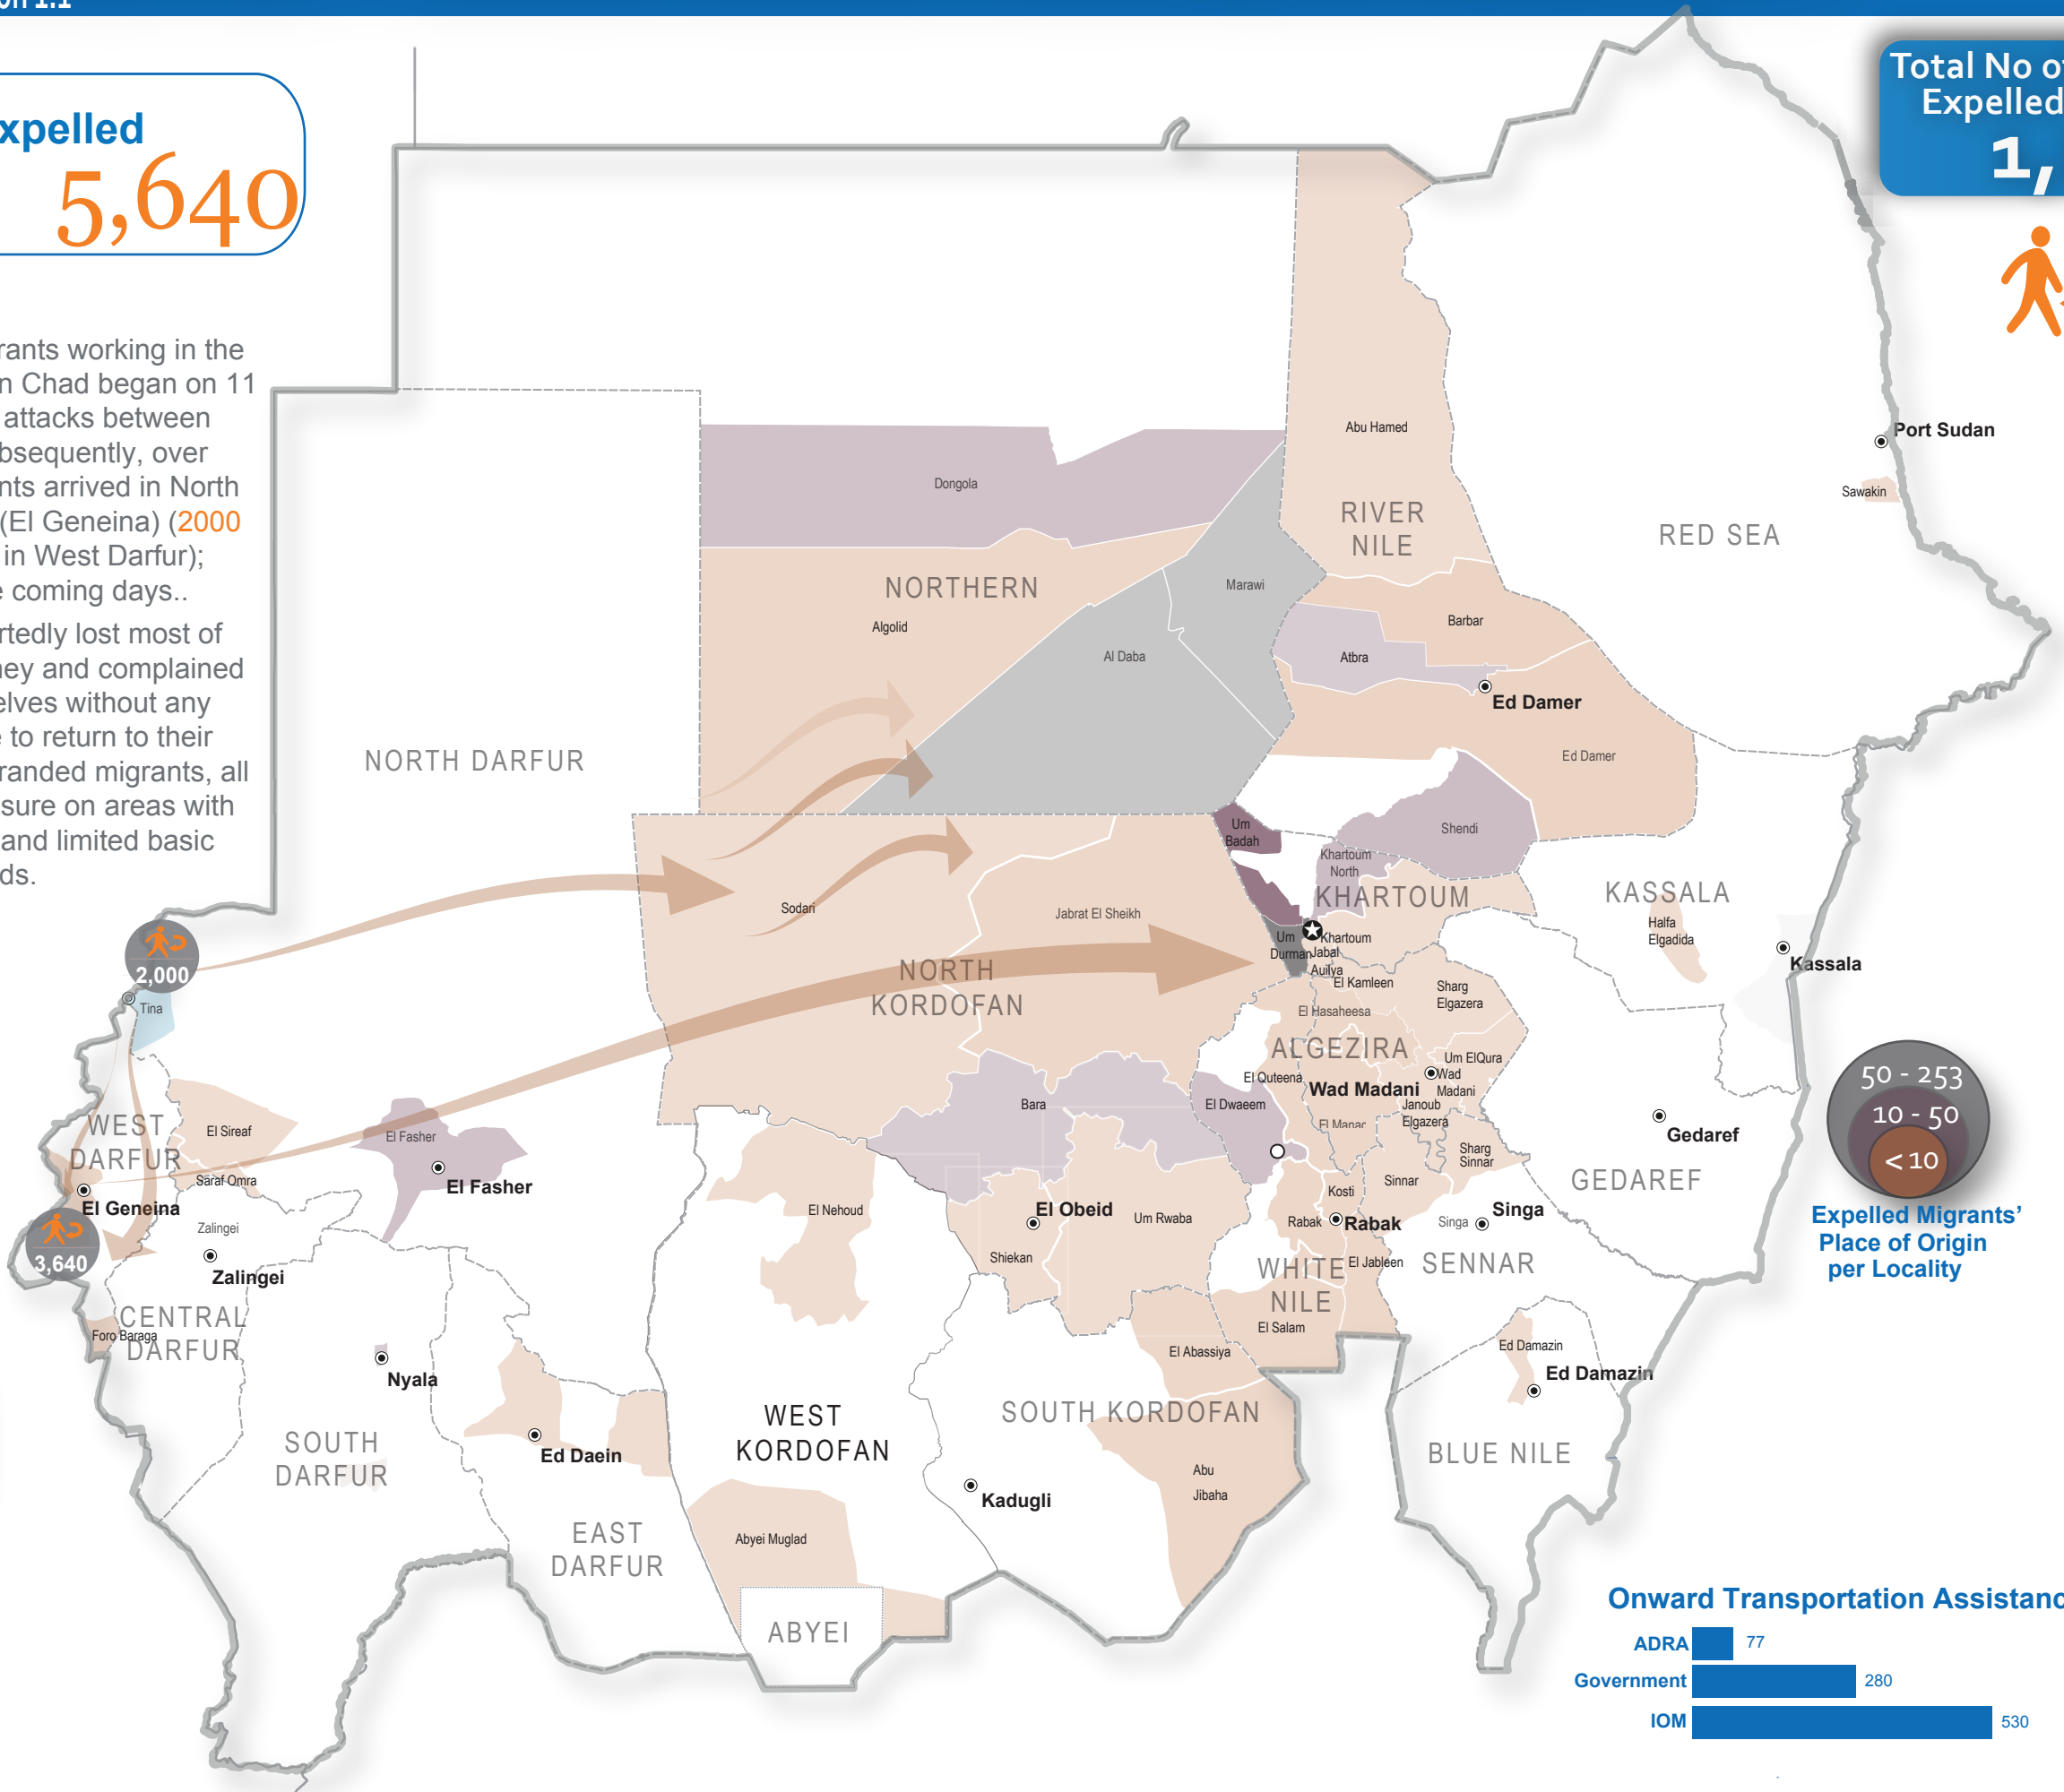 on 1.1
xpelled
5,640
Total No o
Expelled
1,
rants working in the
n Chad began on 11
attacks between
bsequently, over
nts arrived in North
(El Geneina) (2000
in West Darfur);
e coming days..
rtedly lost most of
ney and complained
elves without any
e to return to their
randed migrants, all
sure on areas with
and limited basic
ds.
Port Sudan
Sawakin
RED SEA
Abu Hamed
RIVER
NILE
Dongola
NORTHERN
Algolid
Marawi
Al Daba
Barbar
Atbra
Ed Damer
Ed Damer
NORTH DARFUR
Um
Badah
Shendi
Khartoum
North
KHARTOUM
KASSALA
Halfa
Elgadida
Kassala
Sodari
Jabrat El Sheikh
NORTH
KORDOFAN
Um
Durman
Khartoum
Jabal
Auilya
El Kamleen
Sharg
Elgazera
El Hasaheesa
2,000
Tina
ALGEZIRA
Um ElQura
Wad
Madani
Wad Madani
El Quteena
El Dwaeem
Janoub
Elgazera
El Manac
Sharg
Sinnar
Sinnar
Bara
WEST
DARFUR
El Sireaf
Saraf Omra
El Fasher
El Fasher
El Geneina
3,640
Zalingei
Zalingei
CENTRAL
DARFUR
Foro Baraga
El Nehoud
El Obeid
Um Rwaba
Shiekan
Kosti
Rabak
Rabak
El Jableen
WHITE
NILE
El Salam
Singa
Singa
SENNAR
Gedaref
GEDAREF
50 - 253
10 - 50
< 10
Expelled Migrants’
Place of Origin
per Locality
Nyala
SOUTH
DARFUR
Ed Daein
EAST
DARFUR
WEST
KORDOFAN
Abyei Muglad
ABYEI
El Abassiya
SOUTH KORDOFAN
Abu
Jibaha
Kadugli
Ed Damazin
Ed Damazin
BLUE NILE
Onward Transportation Assistanc
ADRA 77
Government 280
IOM 530